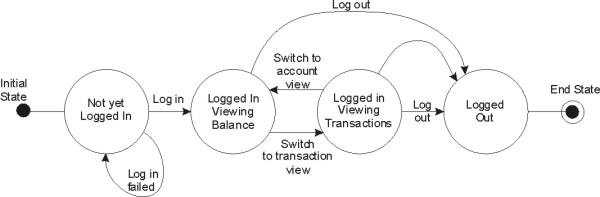 Log out
Initial
State
Not yet
Logged In
Log in
failed
Log in
Logged In
Viewing
Balance
Switch to
account
view
Switch
to transaction
view
Logged in
Viewing
Transactions
Log
out
Logged
Out
End State